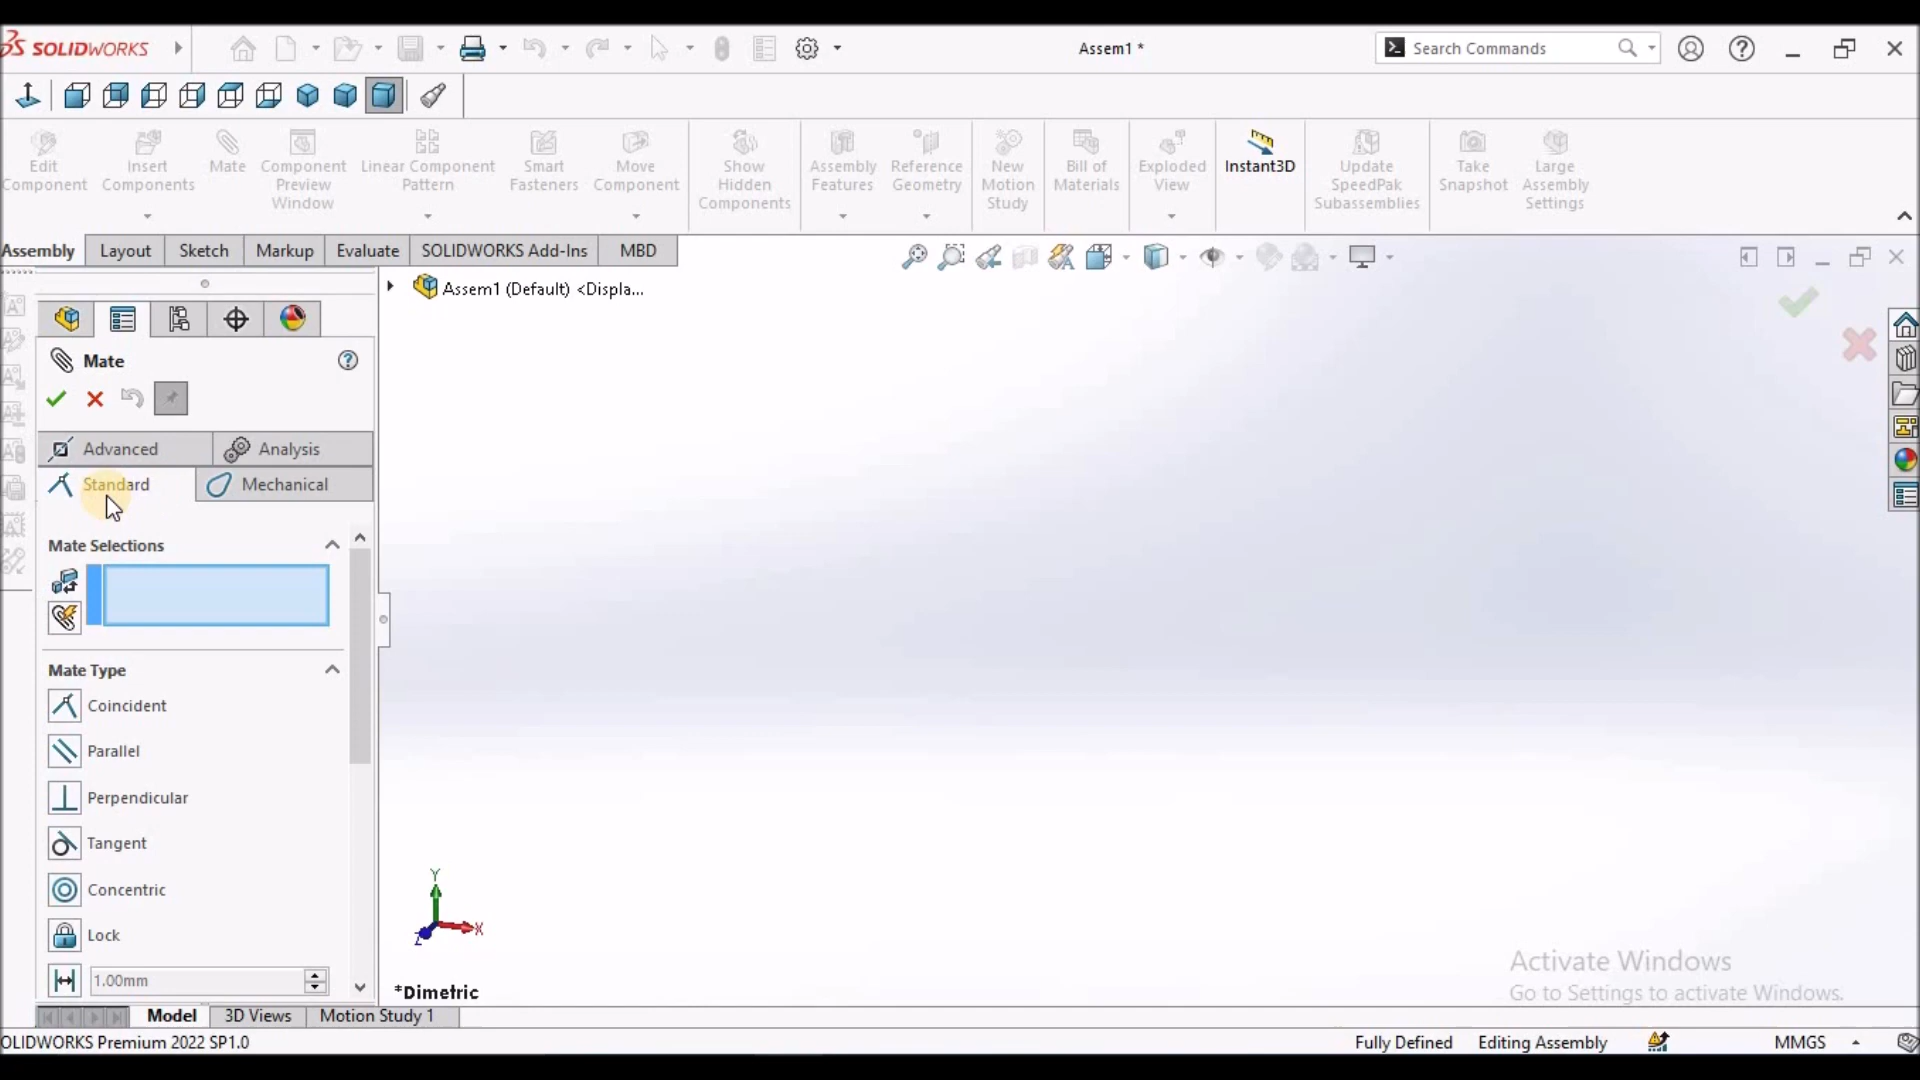 SOLIDWORKS
Assem1 *
Search Commands
Edit
Component
Insert
Components
Mate
Component
Preview
Window
Linear Component
Pattern
Smart
Fasteners
Move
Component
Show
Hidden
Components
Assembly
Features
Reference
Geometry
New
Motion
Study
Bill of
Materials
Exploded
View
Instant3D
Update
SpeedPak
Subassemblies
Take
Snapshot
Large
Assembly
Settings
Assembly
Layout
Sketch
Markup
Evaluate
SOLIDWORKS Add-Ins
MBD
Assem1 (Default) <Displa...
Mate
Advanced
Analysis
Standard
Mechanical
Mate Selections
Mate Type
Coincident
Parallel
Perpendicular
Tangent
Concentric
Lock
1.00mm
Y
X
Z
*Dimetric
Activate Windows
Go to Settings to activate Windows.
Model
3D Views
Motion Study 1
OLIDWORKS Premium 2022 SP1.0
Fully Defined
Editing Assembly
MMGS